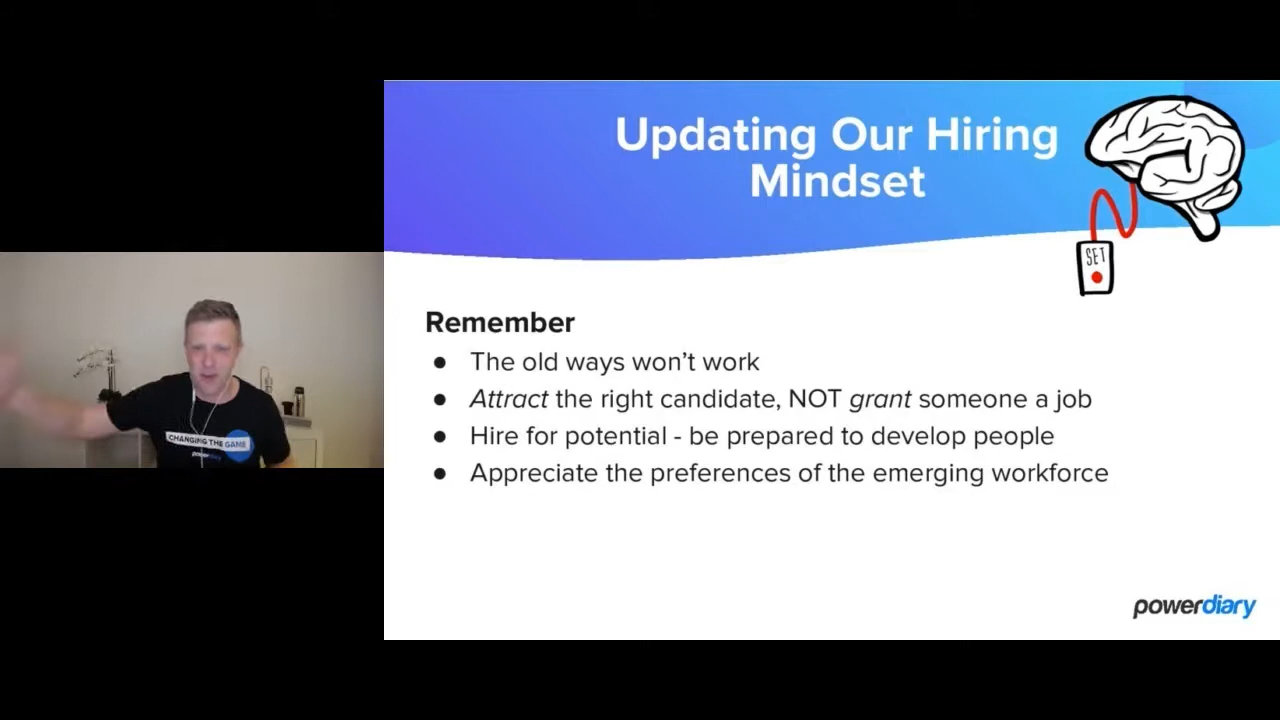 Updating Our Hiring
Mindset
SET
Remember
● The old ways won’t work
● Attract the right candidate, NOT grant someone a job
● Hire for potential - be prepared to develop people
● Appreciate the preferences of the emerging workforce
CHANGING THE GAME
powerdiary
powerdiary